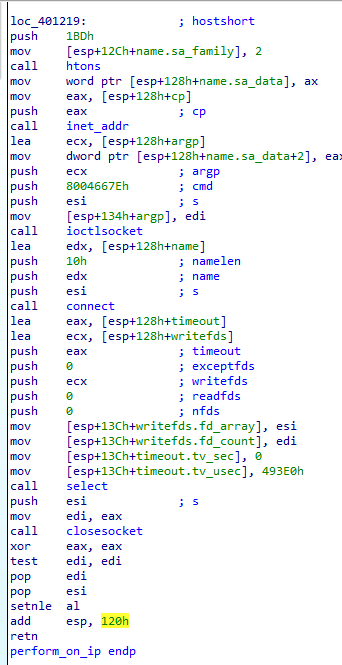 loc_401219: ; hostshort
push 1BDh
mov [esp+12Ch+name.sa_family], 2
call htons
mov word ptr [esp+128h+name.sa_data], ax
mov eax, [esp+128h+cp]
push eax ; cp
call inet_addr
lea ecx, [esp+128h+argp]
mov dword ptr [esp+128h+name.sa_data+2], eax
push ecx ; argp
push 8004667Eh ; cmd
push esi ; s
mov [esp+134h+argp], edi
call ioctlsocket
lea edx, [esp+128h+name]
push 10h ; namelen
push edx ; name
push esi ; s
call connect
lea eax, [esp+128h+timeout]
lea ecx, [esp+128h+writefds]
push eax ; timeout
push 0 ; exceptfds
push ecx ; writefds
push 0 ; readfds
push 0 ; nfds
mov [esp+13Ch+writefds.fd_array], esi
mov [esp+13Ch+writefds.fd_count], edi
mov [esp+13Ch+timeout.tv_sec], 0
mov [esp+13Ch+timeout.tv_usec], 493E0h
call select
push esi ; s
mov edi, eax
call closesocket
xor eax, eax
test edi, edi
pop edi
pop esi
setnle al
add esp, 120h
retn
perform_on_ip endp